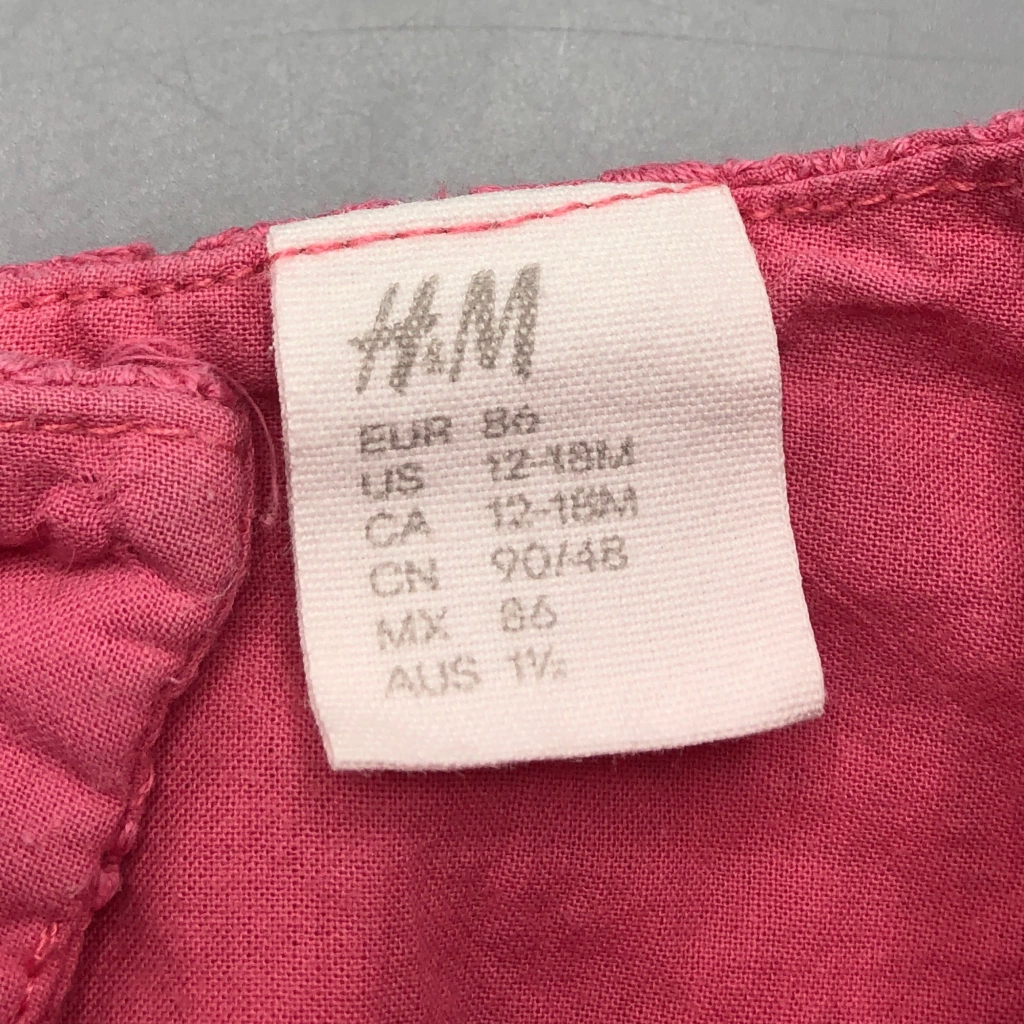 H&M
EUR 86
US 12-18M
CA 12-18M
CN 90/48
MX 86
AUS 1½